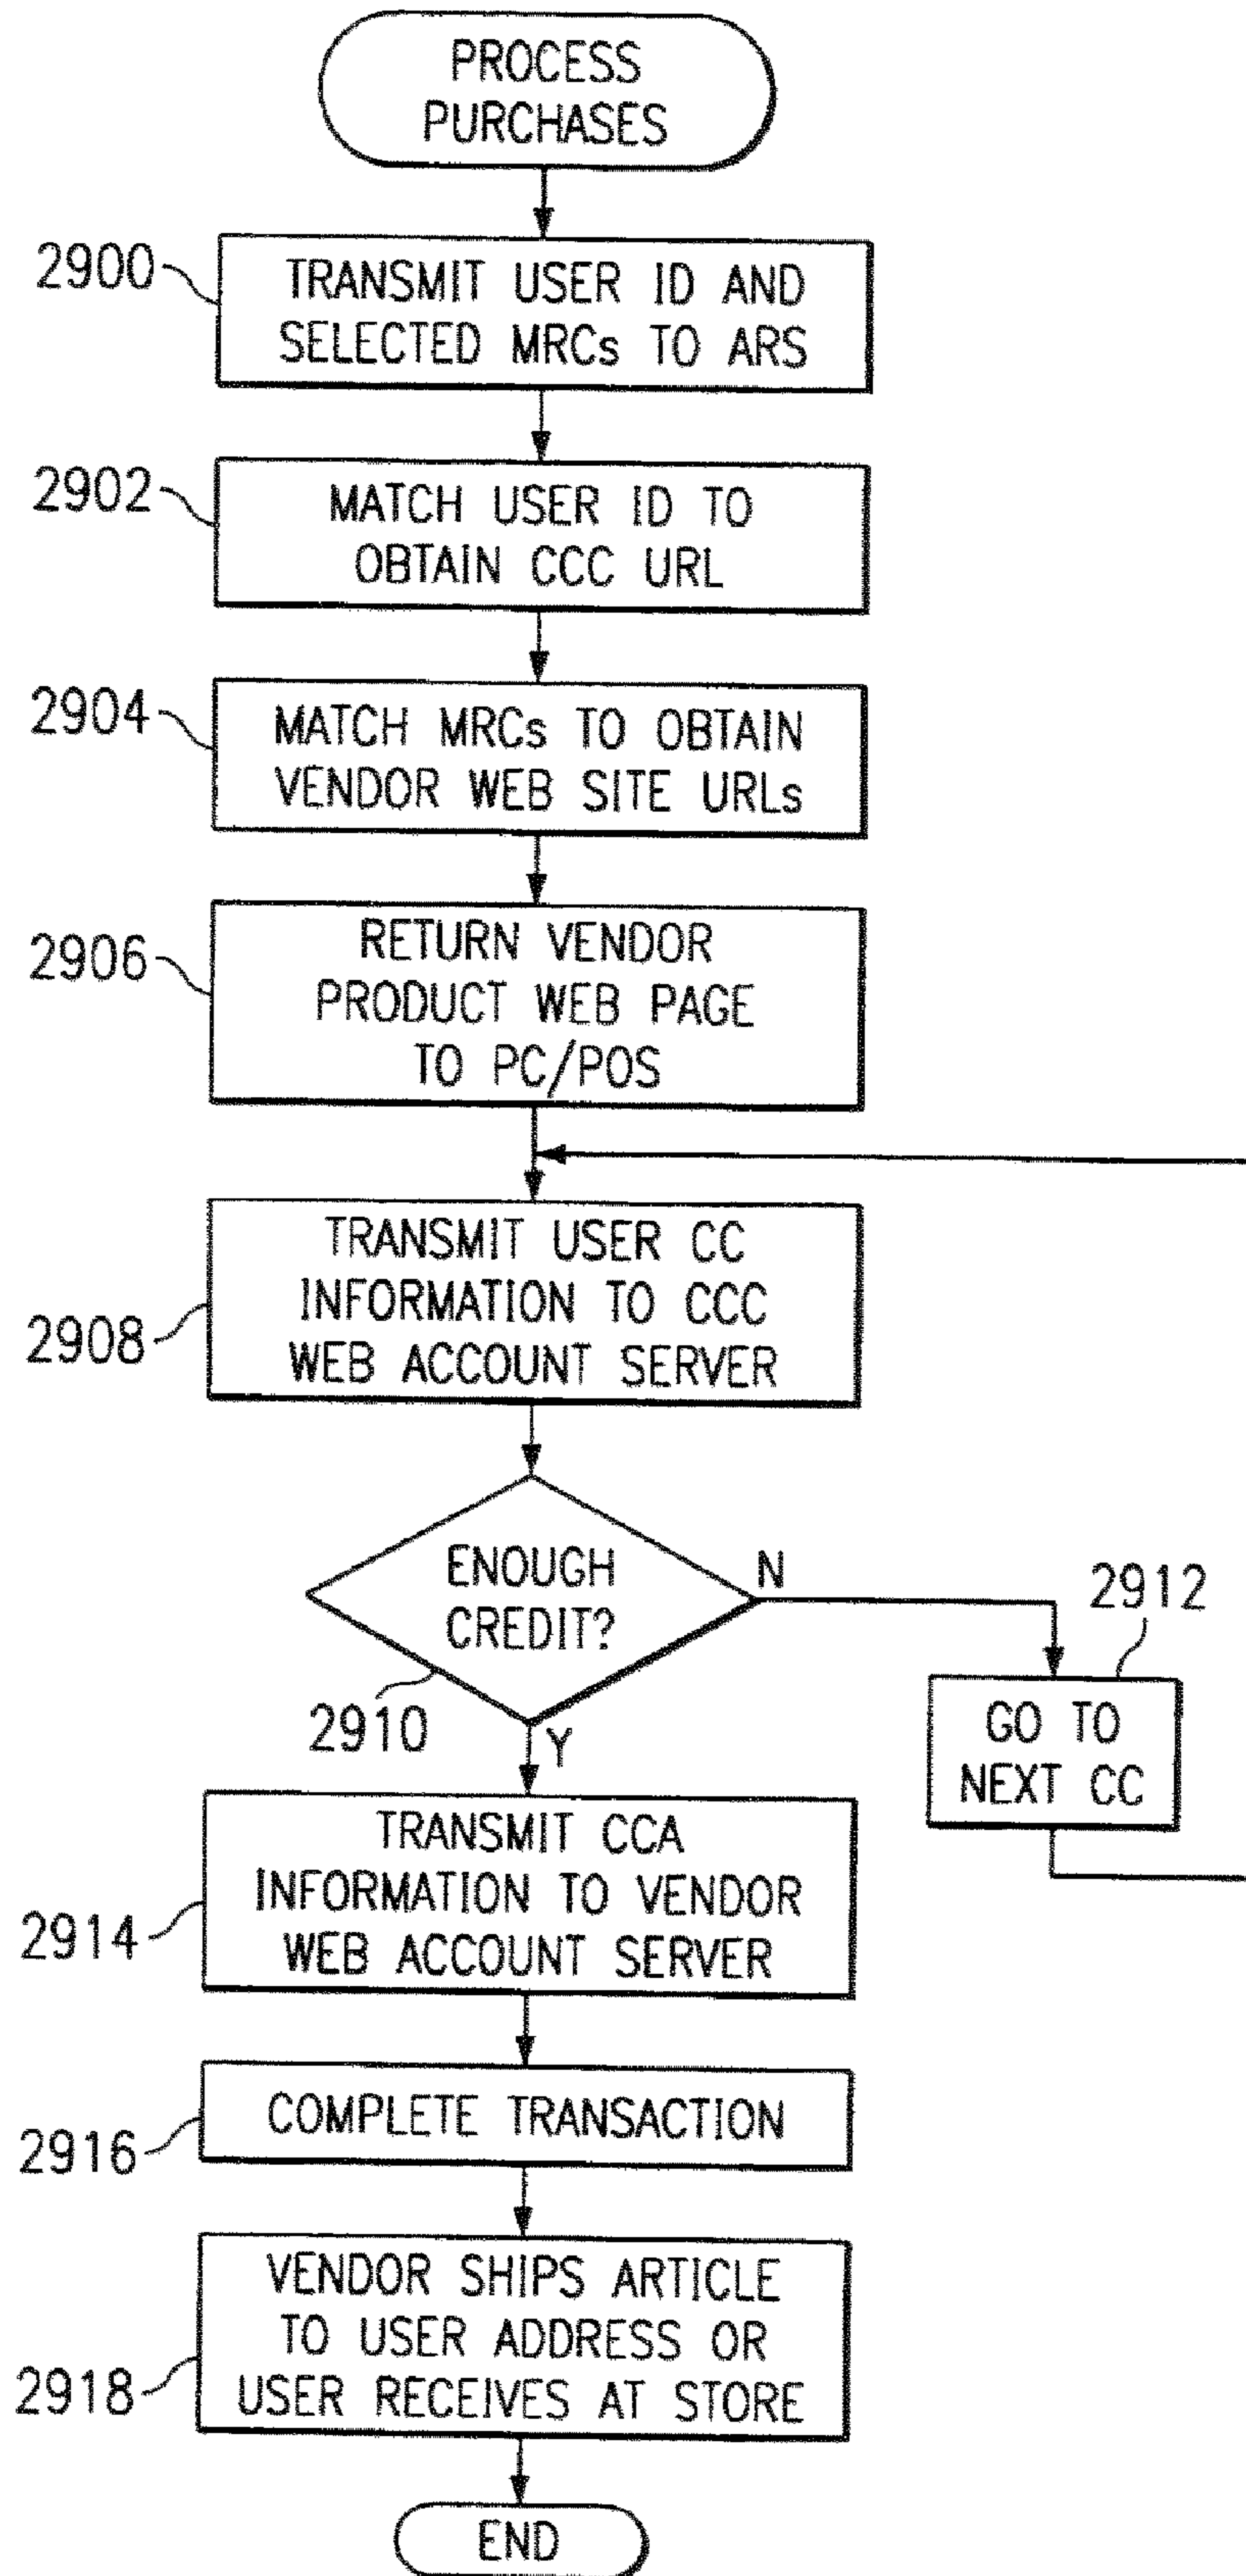 PROCESS
PURCHASES
2900
TRANSMIT USER ID AND
SELECTED MRCs TO ARS
2902
MATCH USER ID TO
OBTAIN CCC URL
2904
MATCH MRCs TO OBTAIN
VENDOR WEB SITE URLs
2906
RETURN VENDOR
PRODUCT WEB PAGE
TO PC/POS
2908
TRANSMIT USER CC
INFORMATION TO CCC
WEB ACCOUNT SERVER
ENOUGH
CREDIT?
N
2910
Y
2912
GO TO
NEXT CC
2914
TRANSMIT CCA
INFORMATION TO VENDOR
WEB ACCOUNT SERVER
2916
COMPLETE TRANSACTION
2918
VENDOR SHIPS ARTICLE
TO USER ADDRESS OR
USER RECEIVES AT STORE
END